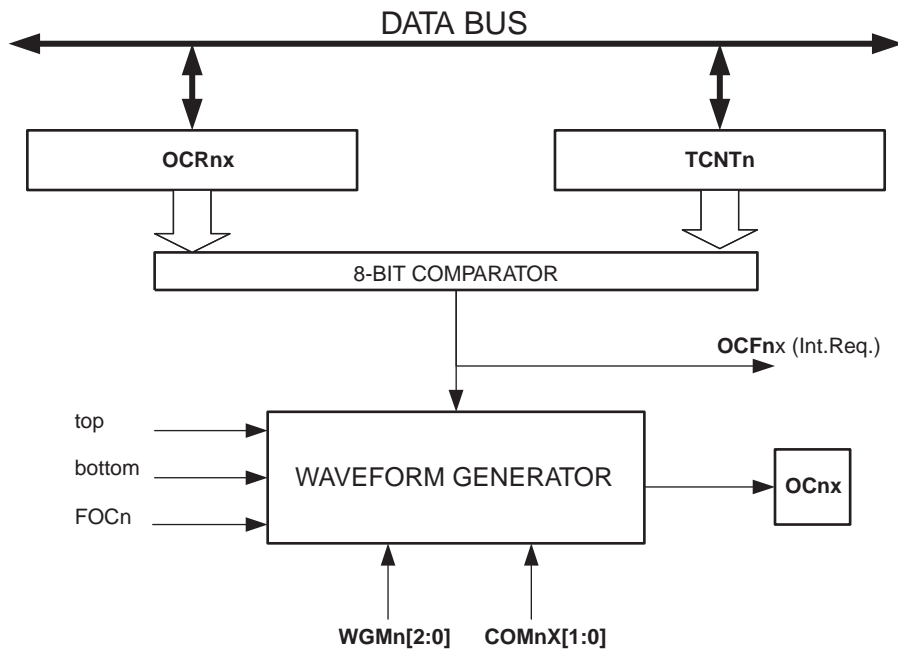 DATA BUS
OCRnx
TCNTn
8-BIT COMPARATOR
OCFnx (Int.Req.)
top
bottom
FOCn
WAVEFORM GENERATOR
OCnx
WGMn[2:0]
COMnX[1:0]